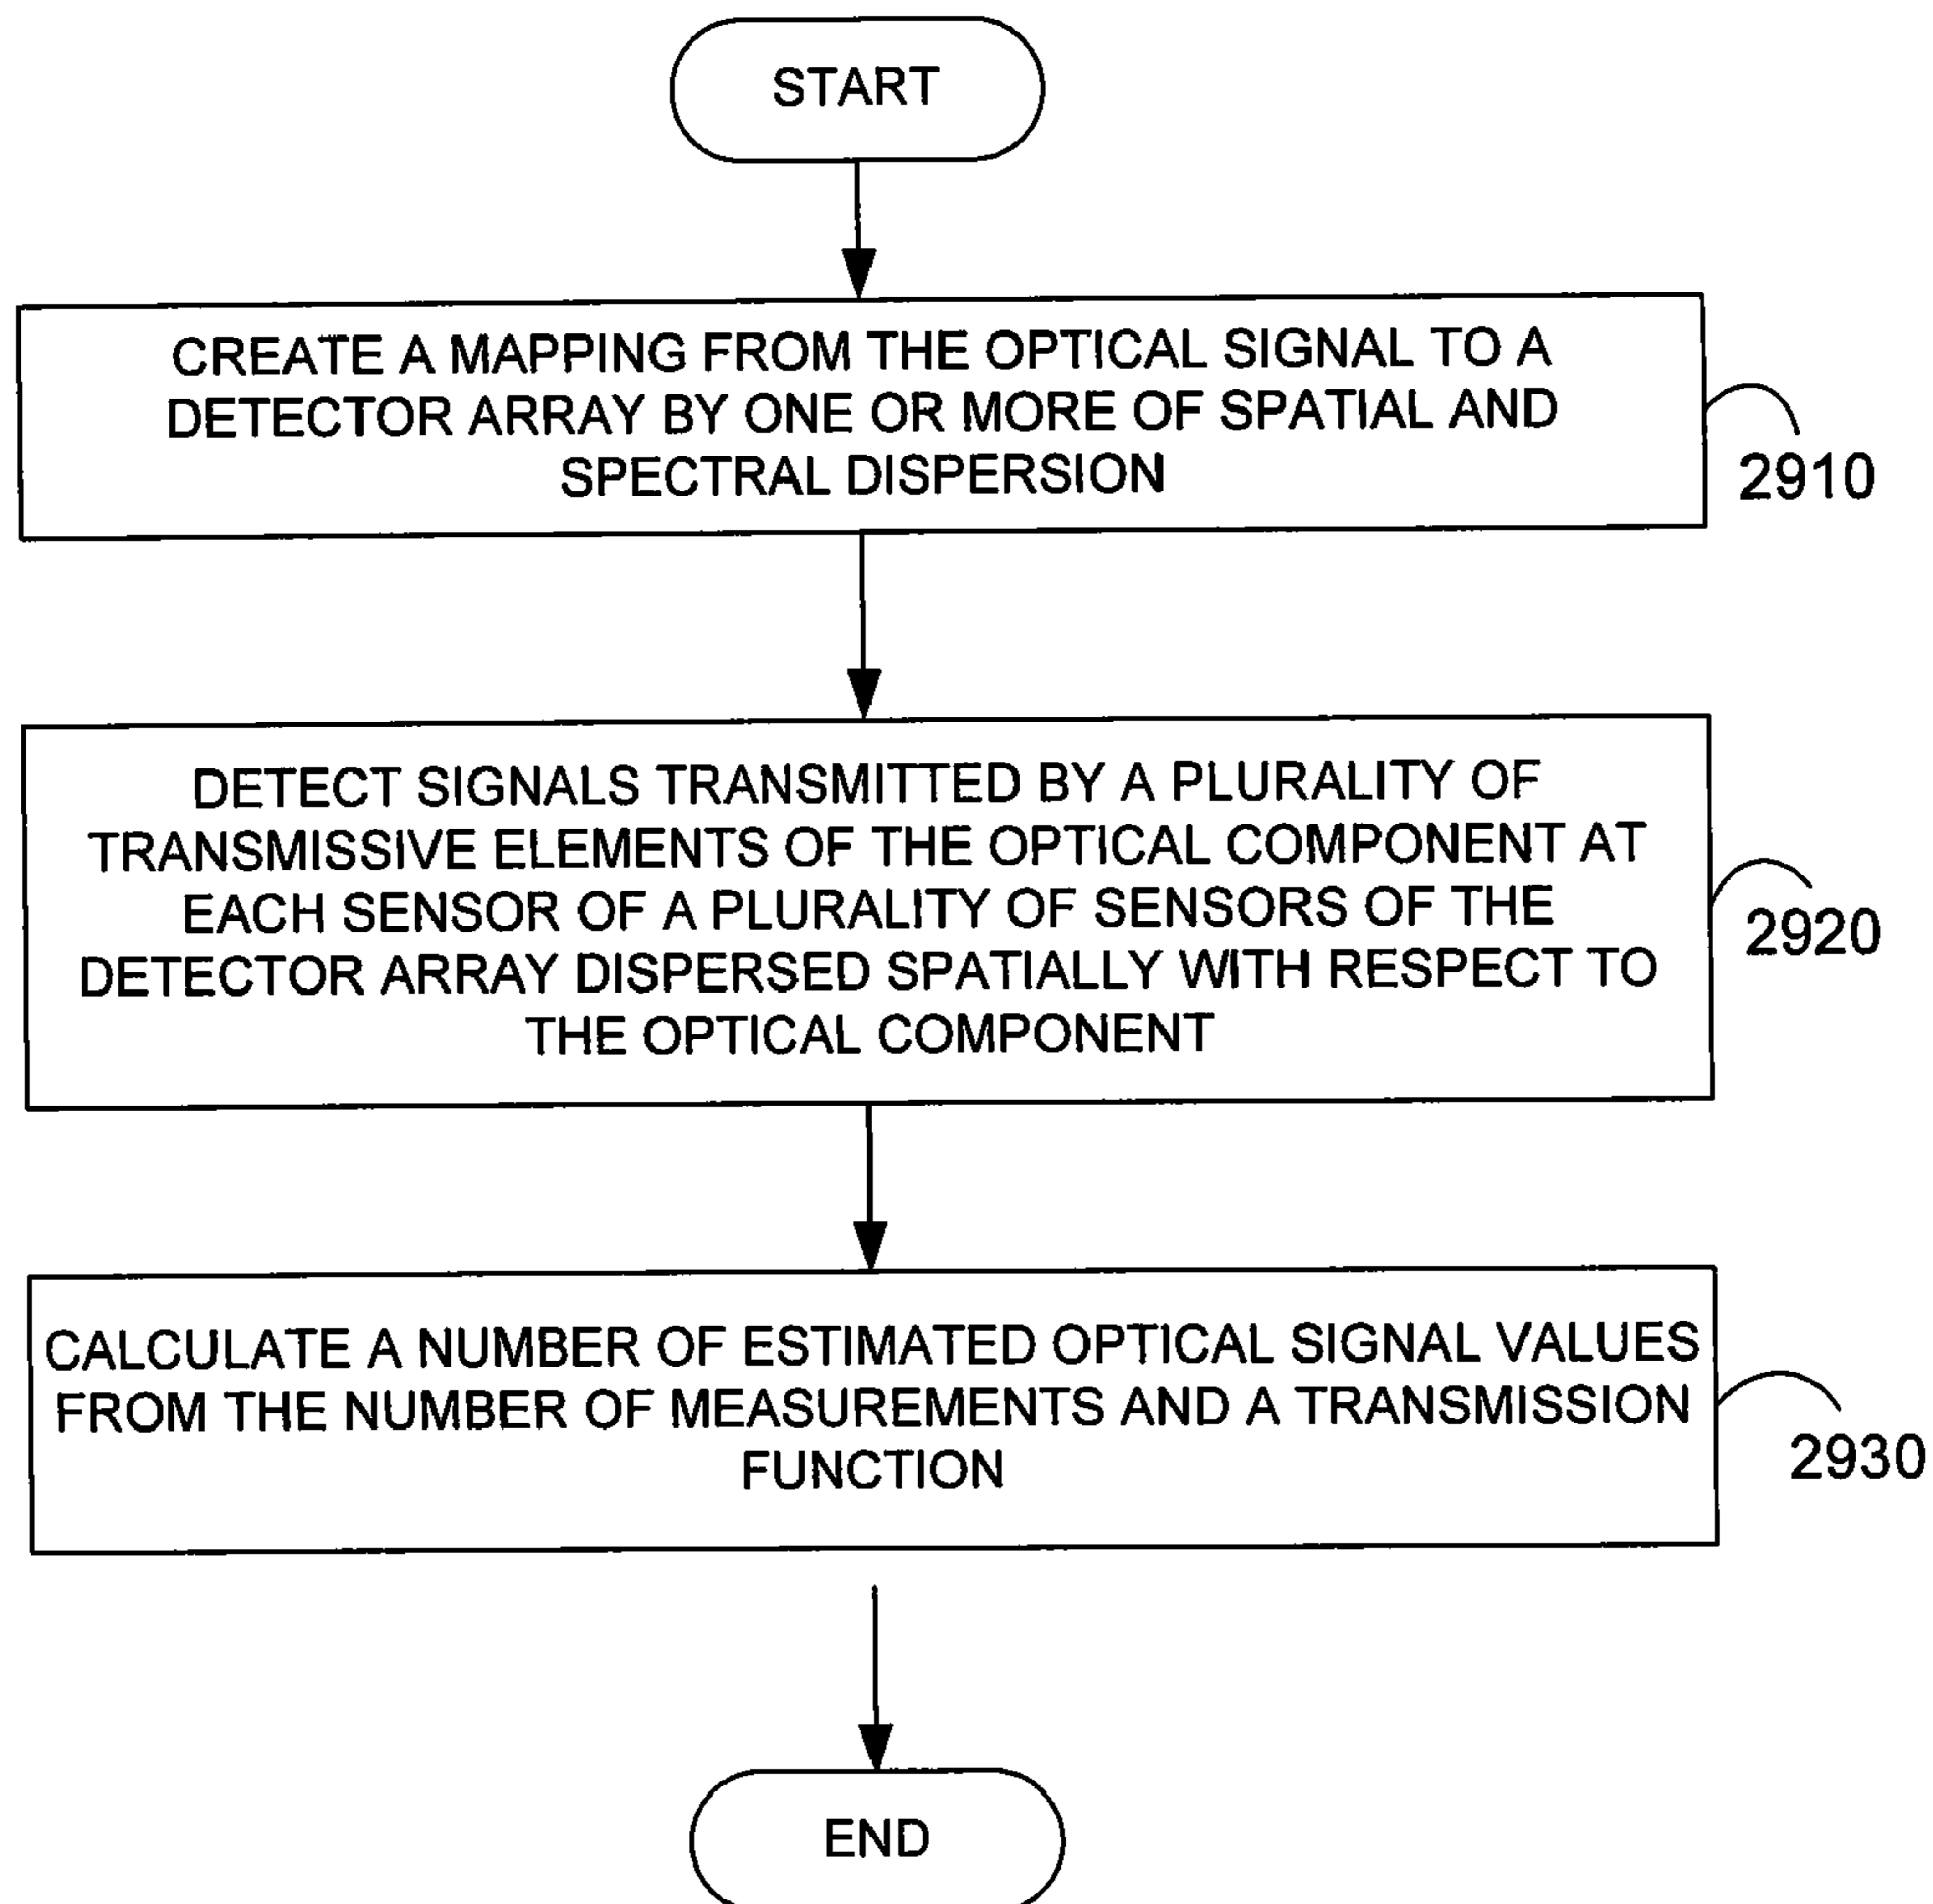 START
CREATE A MAPPING FROM THE OPTICAL SIGNAL TO A
DETECTOR ARRAY BY ONE OR MORE OF SPATIAL AND
SPECTRAL DISPERSION
2910
DETECT SIGNALS TRANSMITTED BY A PLURALITY OF
TRANSMISSIVE ELEMENTS OF THE OPTICAL COMPONENT AT
EACH SENSOR OF A PLURALITY OF SENSORS OF THE
DETECTOR ARRAY DISPERSED SPATIALLY WITH RESPECT TO
THE OPTICAL COMPONENT
2920
CALCULATE A NUMBER OF ESTIMATED OPTICAL SIGNAL VALUES
FROM THE NUMBER OF MEASUREMENTS AND A TRANSMISSION
FUNCTION
2930
END